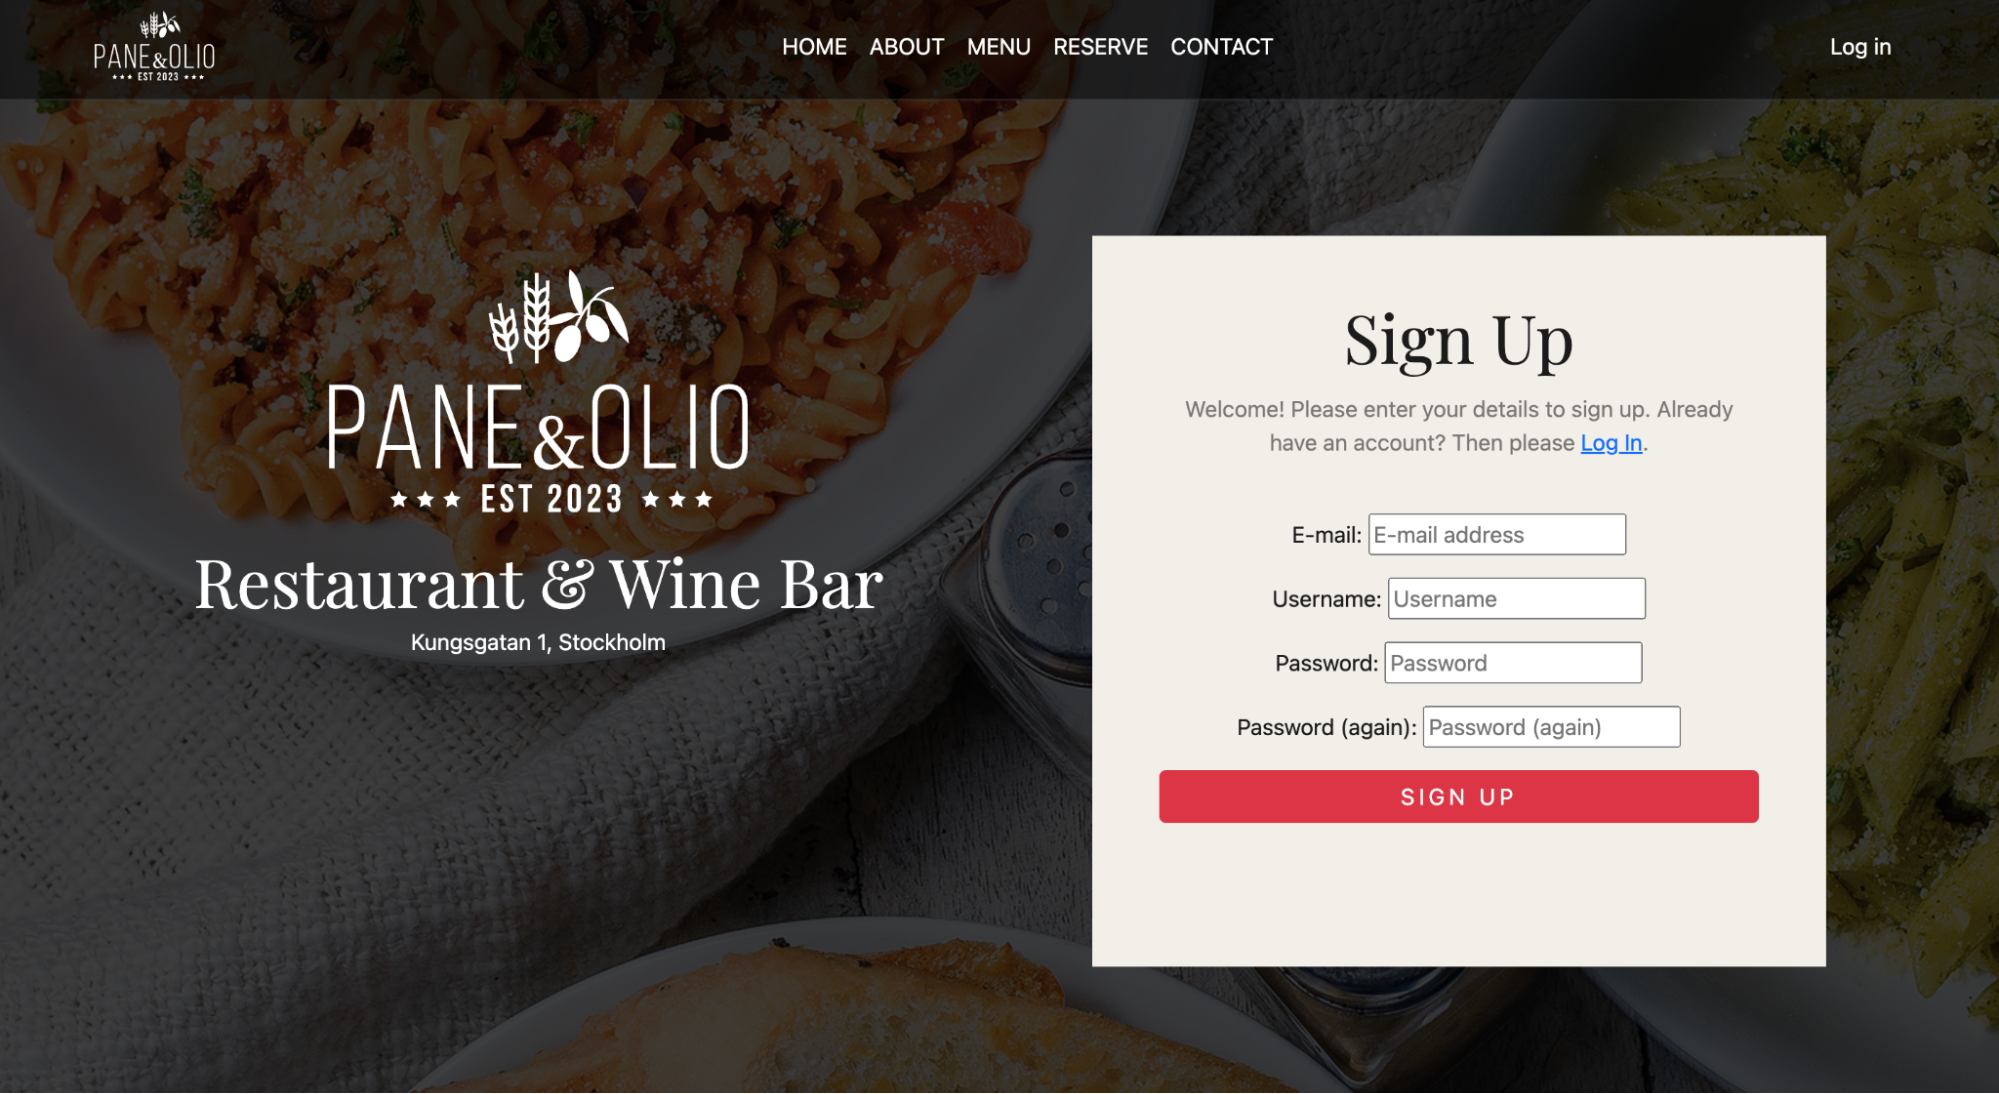 PANE&OLIO
★★★ EST 2023 ★★★
HOME ABOUT MENU RESERVE CONTACT
Log in
PANE&OLIO
★★★ EST 2023 ★★★
Restaurant & Wine Bar
Kungsgatan 1, Stockholm
Sign Up
Welcome! Please enter your details to sign up. Already
have an account? Then please Log In.
E-mail: E-mail address
Username: Username
Password: Password
Password (again): Password (again)
SIGN UP